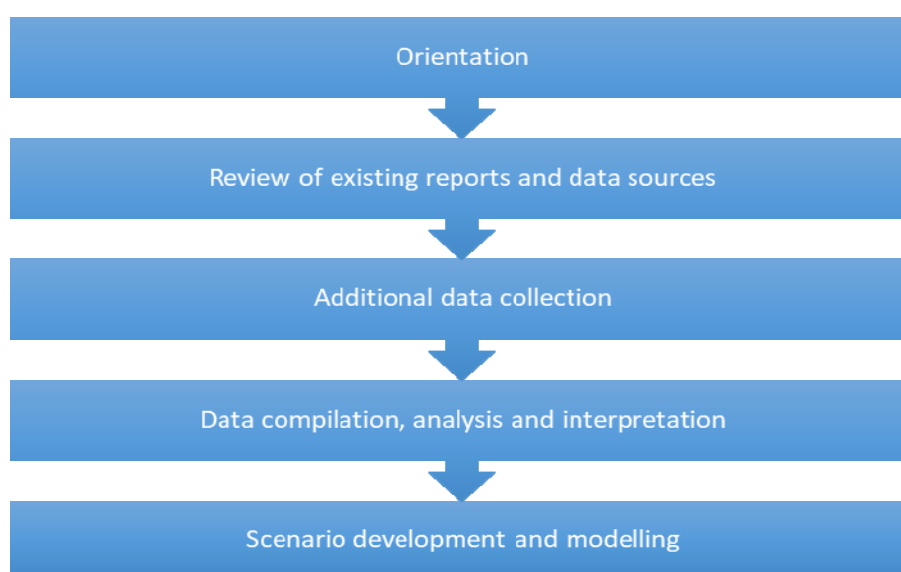 Orientation
Review of existing reports and data sources
Additional data collection
Data compilation, analysis and interpretation
Scenario development and modelling